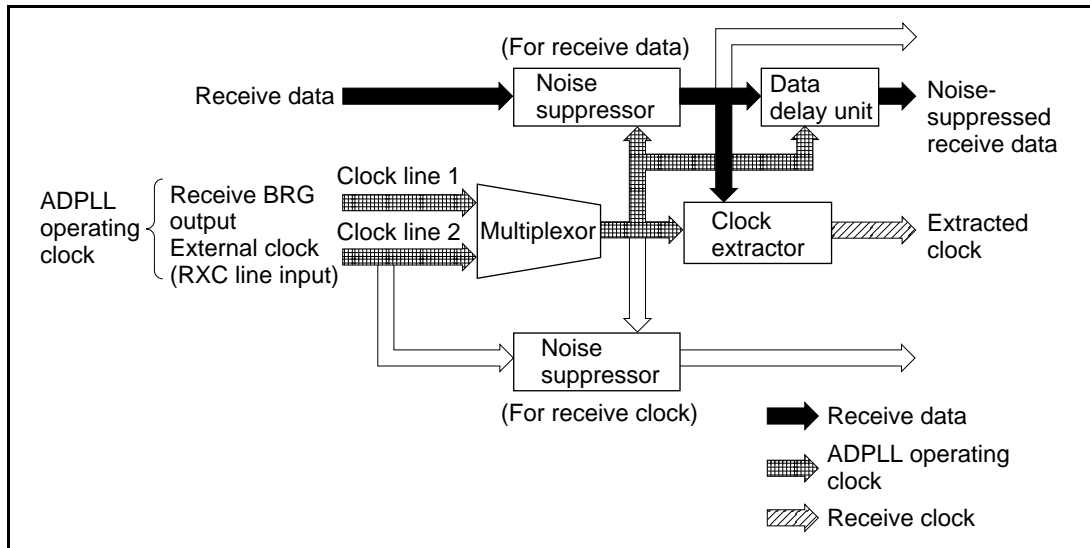 (For receive data)
Receive data
Noise
suppressor
Data
delay unit
Noise-
suppressed
receive data
ADPLL
operating
clock
Receive BRG
output
External clock
(RXC line input)
Clock line 1
Clock line 2
Multiplexor
Clock
extractor
Extracted
clock
Noise
suppressor
(For receive clock)
Receive data
ADPLL operating
clock
Receive clock